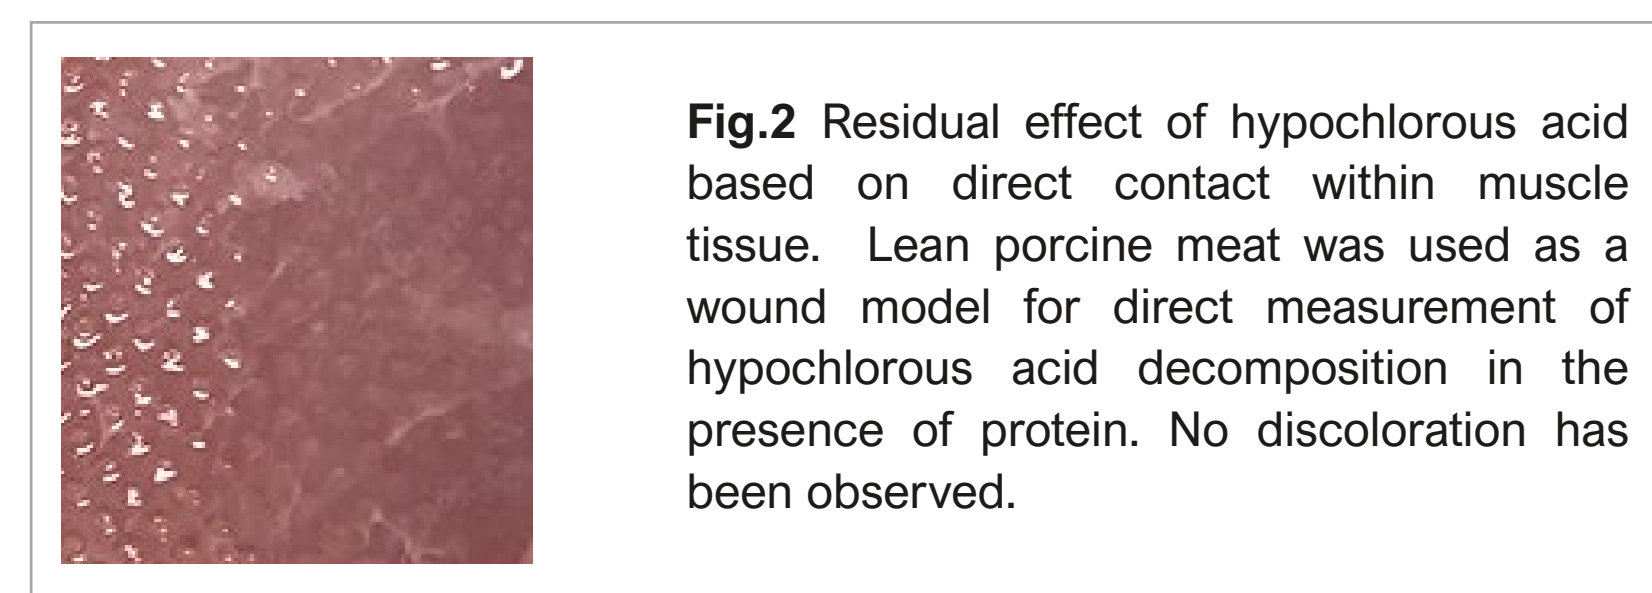 Fig.2 Residual effect of hypochlorous acid
based on direct contact within muscle
tissue. Lean porcine meat was used as a
wound model for direct measurement of
hypochlorous acid decomposition in the
presence of protein. No discoloration has
been observed.